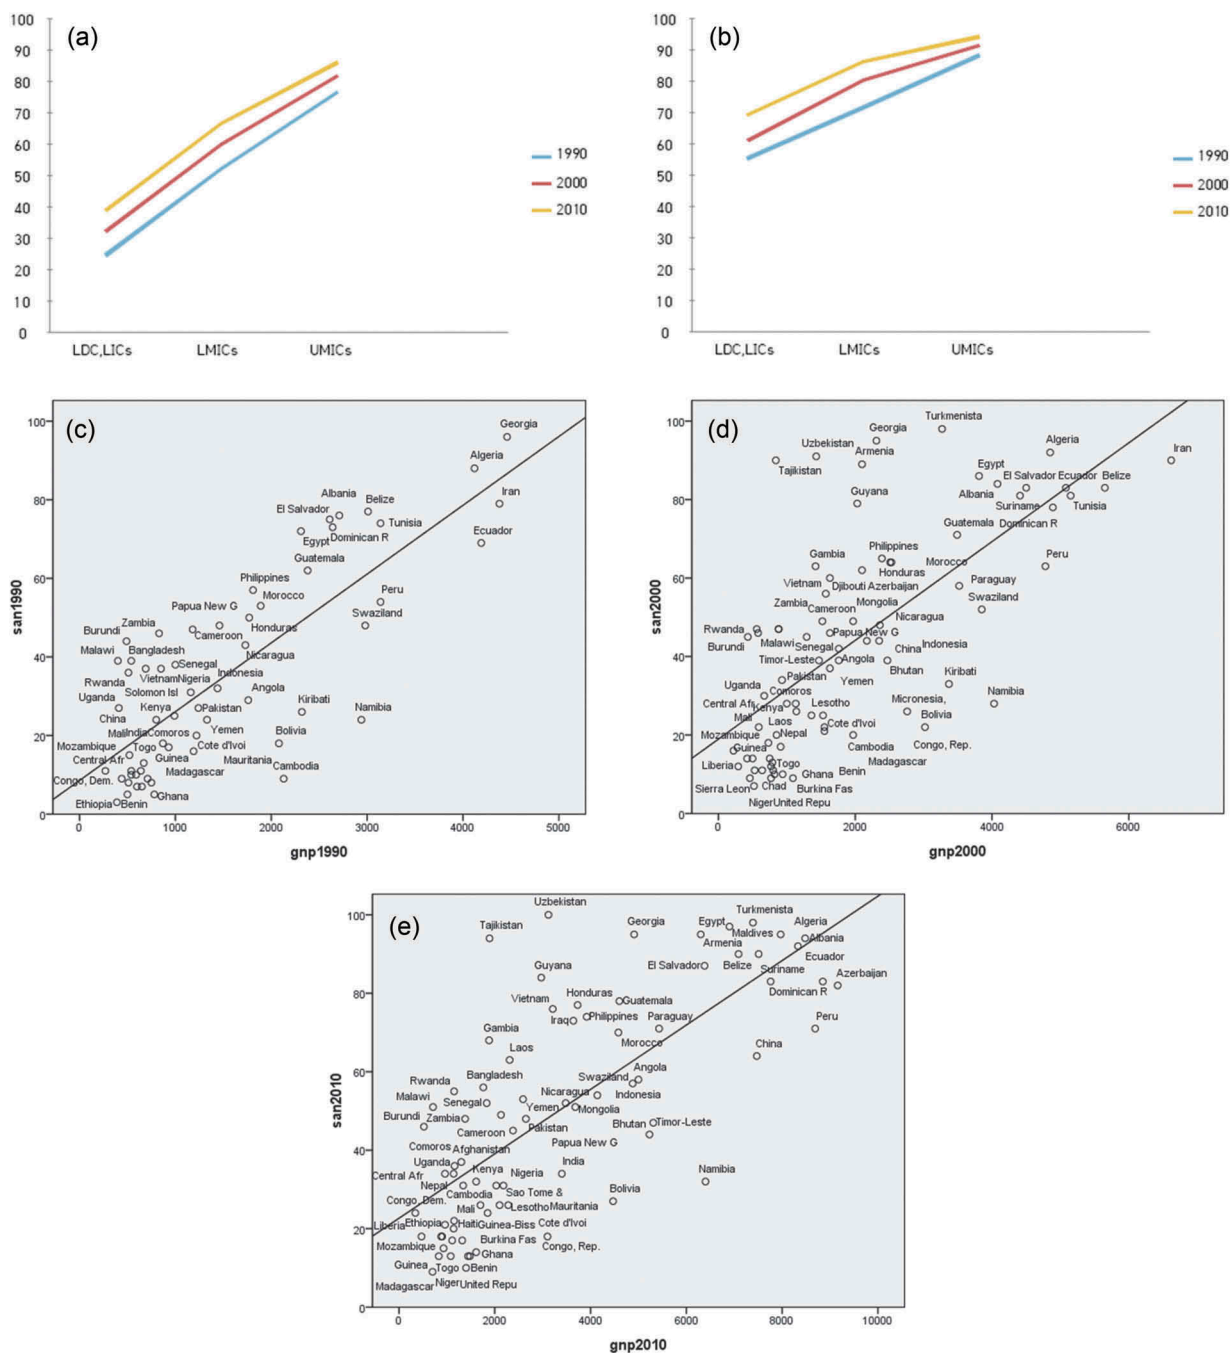 (a)
100
90
80
70
60
50
40
30
20
10
0
LDC,LICs LMICs UMICs
1990
2000
2010
(b)
100
90
80
70
60
50
40
30
20
10
0
LDC,LICs LMICs UMICs
1990
2000
2010
(c)
san1990
100
80
60
40
20
0
Georgia
Algeria
Iran
Albania
Belize
El Salvador
Tunisia
Dominican R
Egypt
Ecuador
Guatemala
Philippines
Morocco
Peru
Papua New G
Swaziland
Zambia
Burundi
Cameroon
Honduras
Malawi
Bangladesh
Nicaragua
Senegal
Rwanda
Vietnam
Nigeria
Indonesia
Solomon Isl
Angola
Uganda
Kiribati
Namibia
China
Kenya
Pakistan
Mali
India
Comoros
Yemen
Bolivia
Mozambique
Togo
Cote d'Ivoi
Central Afr
Guinea
Mauritania
Cambodia
Congo, Dem.
Madagascar
Ethiopia
Benin
Ghana
0 1000 2000 3000 4000 5000
gnp1990
(d)
san2000
100
80
60
40
20
0
Turkmenista
Georgia
Uzbekistan
Armenia
Algeria
Iran
Tajikistan
Egypt
El Salvador
Ecuador
Belize
Guyana
Albania
Suriname
Tunisia
Guatemala
Dominican R
Philippines
Gambia
Morocco
Peru
Honduras
Vietnam
Djibouti
Azerbaijan
Paraguay
Swaziland
Zambia
Cameroon
Mongolia
Nicaragua
Rwanda
Papua New G
Burundi
Malawi
Senegal
Indonesia
China
Timor-Leste
Angola
Bhutan
Pakistan
Yemen
Kiribati
Uganda
Comoros
Namibia
Central Afr
Kenya
Lesotho
Micronesia,
Mali
Laos
Cote d'Ivoi
Bolivia
Mozambique
Nepal
Guinea
Cambodia
Congo, Rep.
Liberia
Togo
Madagascar
Ghana
Benin
Sierra Leon
Chad
Burkina Fas
Niger
United Repu
0 2000 4000 6000
gnp2000
(e)
san2010
100
80
60
40
20
0
Uzbekistan
Tajikistan
Georgia
Egypt
Turkmenista
Maldives
Algeria
Albania
Armenia
Ecuador
Guyana
El Salvador
Belize
Suriname
Azerbaijan
Dominican R
Vietnam
Honduras
Guatemala
Iraq
Philippines
Paraguay
Peru
Gambia
Morocco
Laos
China
Rwanda
Bangladesh
Swaziland
Angola
Malawi
Senegal
Nicaragua
Indonesia
Yemen
Mongolia
Burundi
Zambia
Bhutan
Timor-Leste
Cameroon
Pakistan
Papua New G
Comoros
Afghanistan
Uganda
India
Central Afr
Kenya
Nigeria
Namibia
Nepal
Bolivia
Congo, Dem.
Cambodia
Sao Tome &
Mali
Lesotho
Mauritania
Liberia
Ethiopia
Haiti
Guinea-Biss
Cote d'Ivoi
Mozambique
Burkina Fas
Congo, Rep.
Ghana
Guinea
Togo
Benin
Madagascar
Niger
United Repu
0 2000 4000 6000 8000 10000
gnp2010